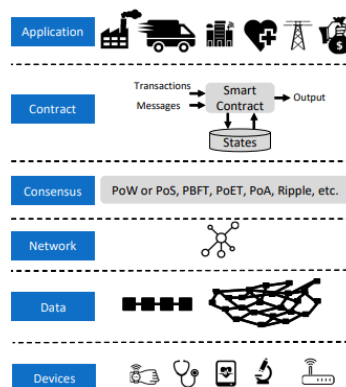 Application
$
Contract
Transactions
Messages
Smart
Contract
Output
States
Consensus
PoW or PoS, PBFT, PoET, PoA, Ripple, etc.
Network
Data
Devices